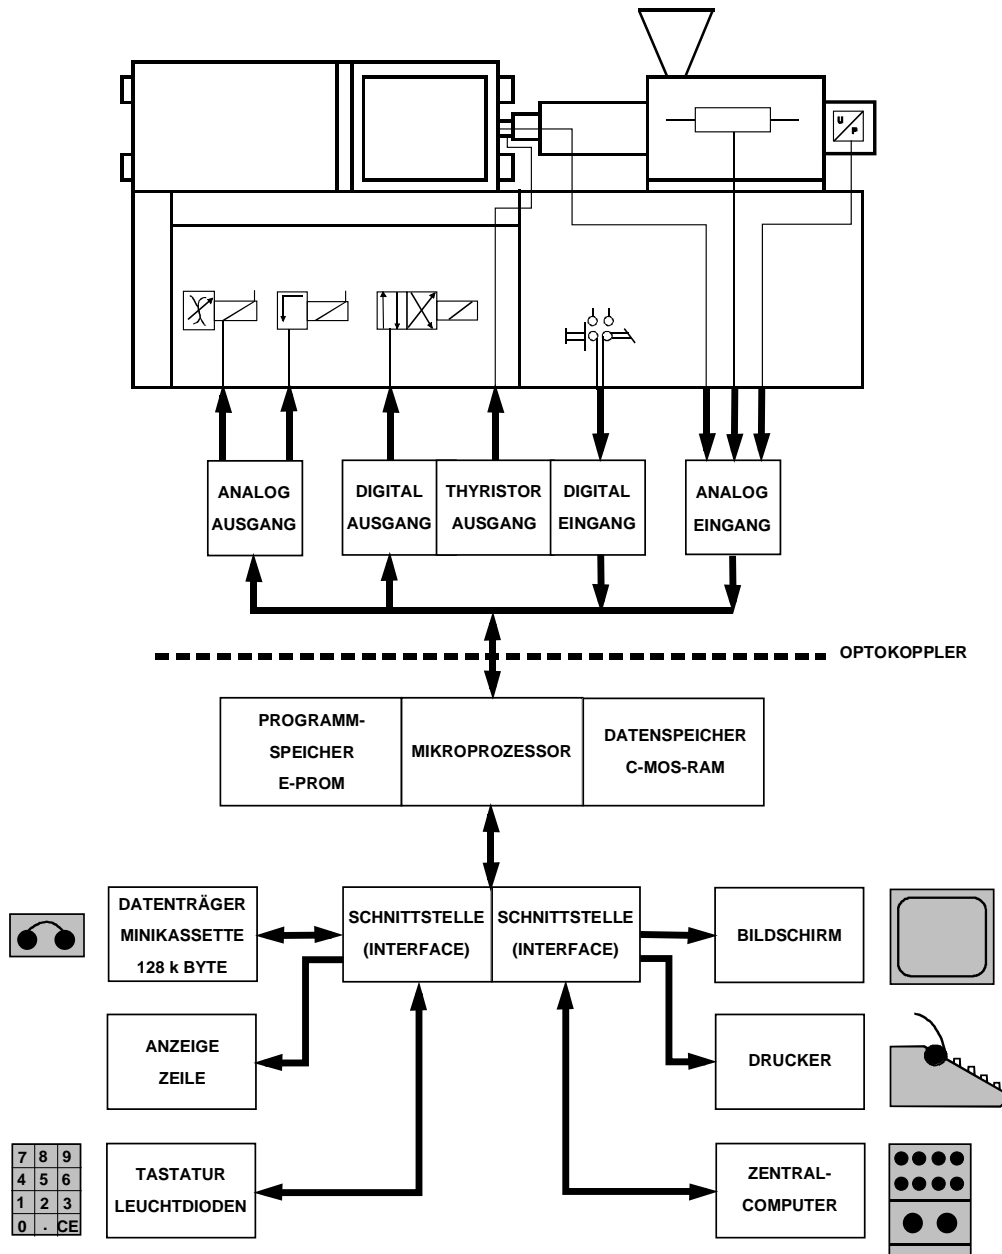 U
P
ANALOG
AUSGANG
DIGITAL
AUSGANG
THYRISTOR
AUSGANG
DIGITAL
EINGANG
ANALOG
EINGANG
OPTOKOPPLER
PROGRAMM-
SPEICHER
E-PROM
MIKROPROZESSOR
DATENSPEICHER
C-MOS-RAM
DATENTRÄGER
MINIKASSETTE
128 k BYTE
SCHNITTSTELLE
(INTERFACE)
SCHNITTSTELLE
(INTERFACE)
BILDSCHIRM
ANZEIGE
ZEILE
DRUCKER
7 8 9
4 5 6
1 2 3
0 . CE
TASTATUR
LEUCHTDIODEN
ZENTRAL-
COMPUTER